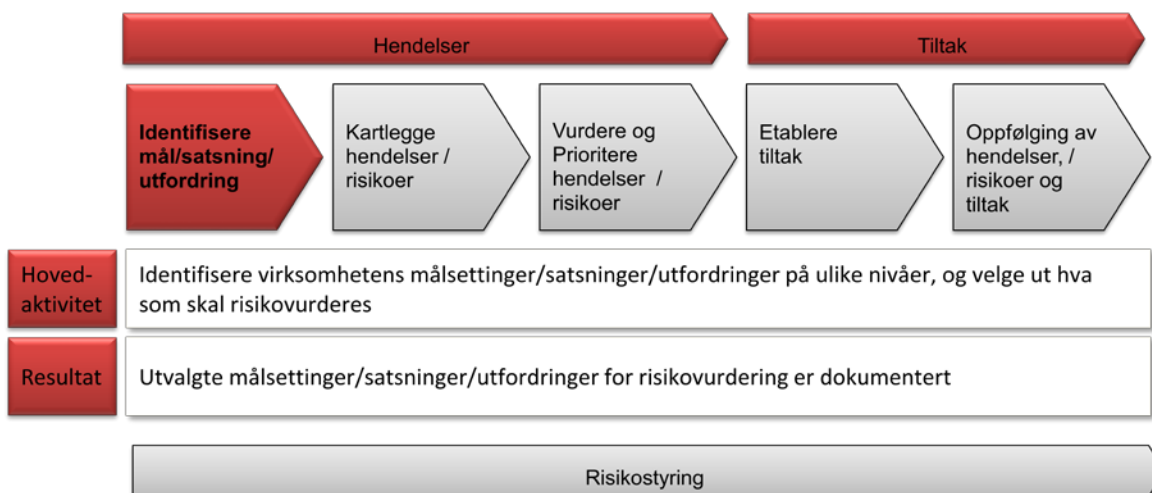 Hendelser
Tiltak
Identifisere
mål/satsning/
utfordring
Kartlegge
hendelser /
risikoer
Vurdere og
Prioritere
hendelser /
risikoer
Etablere
tiltak
Oppfølging av
hendelser, /
risikoer og
tiltak
Hoved-
aktivitet
Identifisere virksomhetens målsettinger/satsninger/utfordringer på ulike nivåer, og velge ut hva
som skal risikovurderes
Resultat
Utvalgte målsettinger/satsninger/utfordringer for risikovurdering er dokumentert
Risikostyring